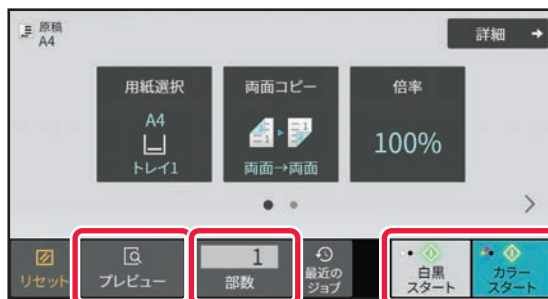 原稿
A4
詳細
用紙選択
A4
トレイ1
両面コピー
両面→両面
倍率
100%
リセット
プレビュー
1
部数
最近の
ジョブ
白黒
スタート
カラー
スタート